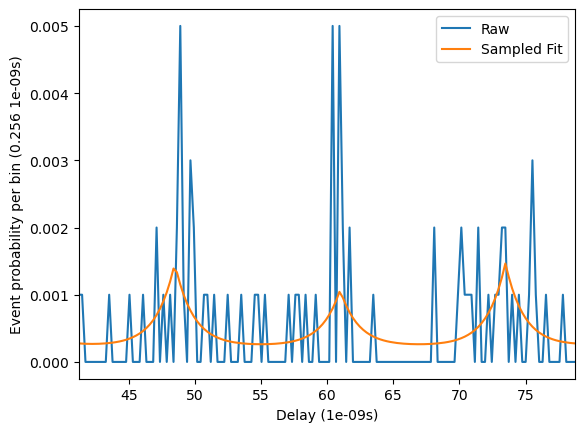 Raw
Sampled Fit
0.005
0.004
0.003
0.002
0.001
0.000
Event probability per bin (0.256 1e-09s)
45 50 55 60 65 70 75
Delay (1e-09s)